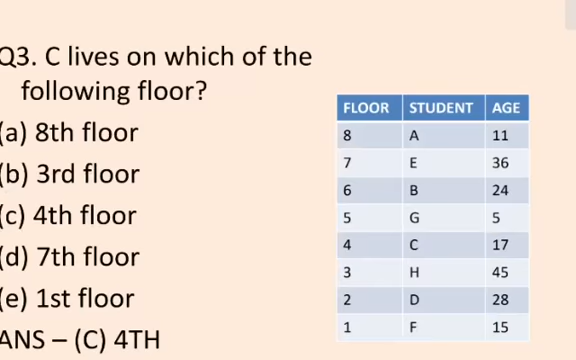 Q3. C lives on which of the
following floor?
(a) 8th floor
(b) 3rd floor
(c) 4th floor
(d) 7th floor
(e) 1st floor
ANS – (C) 4TH
FLOOR STUDENT AGE
8 A 11
7 E 36
6 B 24
5 G 5
4 C 17
3 H 45
2 D 28
1 F 15